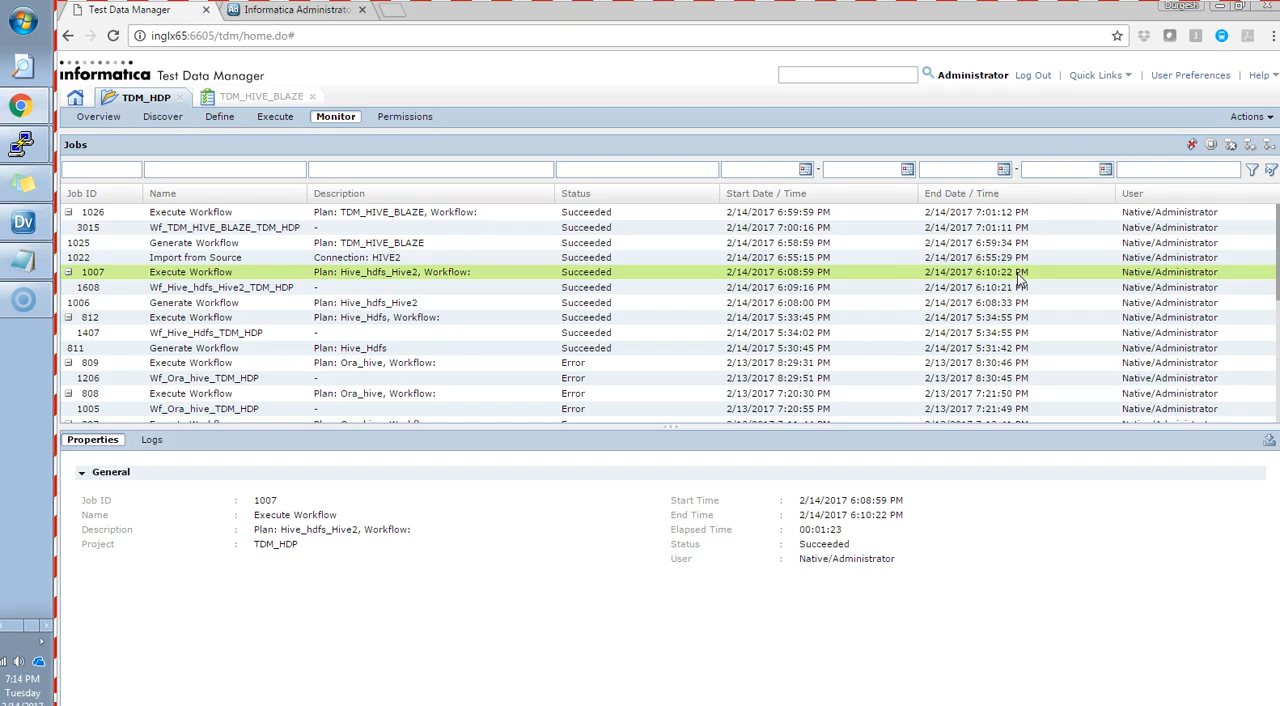 Test Data Manager × Informatica Administrato × Durgesh
inglx65:6605/tdm/home.do#
informatica Test Data Manager Administrator Log Out Quick Links User Preferences Help
TDM_HDP × TDM_HIVE_BLAZE ×
Overview Discover Define Execute Monitor Permissions Actions
Jobs
Job ID Name Description Status Start Date / Time End Date / Time User
1026 Execute Workflow Plan: TDM_HIVE_BLAZE, Workflow: Succeeded 2/14/2017 6:59:59 PM 2/14/2017 7:01:12 PM Native/Administrator
3015 Wf_TDM_HIVE_BLAZE_TDM_HDP - Succeeded 2/14/2017 7:00:16 PM 2/14/2017 7:01:11 PM Native/Administrator
1025 Generate Workflow Plan: TDM_HIVE_BLAZE Succeeded 2/14/2017 6:58:59 PM 2/14/2017 6:59:34 PM Native/Administrator
1022 Import from Source Connection: HIVE2 Succeeded 2/14/2017 6:55:15 PM 2/14/2017 6:55:29 PM Native/Administrator
1007 Execute Workflow Plan: Hive_hdfs_Hive2, Workflow: Succeeded 2/14/2017 6:08:59 PM 2/14/2017 6:10:22 PM Native/Administrator
1608 Wf_Hive_hdfs_Hive2_TDM_HDP - Succeeded 2/14/2017 6:09:16 PM 2/14/2017 6:10:21 PM Native/Administrator
1006 Generate Workflow Plan: Hive_hdfs_Hive2 Succeeded 2/14/2017 6:08:00 PM 2/14/2017 6:08:33 PM Native/Administrator
812 Execute Workflow Plan: Hive_Hdfs, Workflow: Succeeded 2/14/2017 5:33:45 PM 2/14/2017 5:34:55 PM Native/Administrator
1407 Wf_Hive_Hdfs_TDM_HDP - Succeeded 2/14/2017 5:34:02 PM 2/14/2017 5:34:55 PM Native/Administrator
811 Generate Workflow Plan: Hive_Hdfs Succeeded 2/14/2017 5:30:45 PM 2/14/2017 5:31:42 PM Native/Administrator
809 Execute Workflow Plan: Ora_hive, Workflow: Error 2/13/2017 8:29:31 PM 2/13/2017 8:30:46 PM Native/Administrator
1206 Wf_Ora_hive_TDM_HDP - Error 2/13/2017 8:29:51 PM 2/13/2017 8:30:45 PM Native/Administrator
808 Execute Workflow Plan: Ora_hive, Workflow: Error 2/13/2017 7:20:30 PM 2/13/2017 7:21:50 PM Native/Administrator
1005 Wf_Ora_hive_TDM_HDP - Error 2/13/2017 7:20:55 PM 2/13/2017 7:21:49 PM Native/Administrator
Properties Logs
General
Job ID : 1007 Start Time : 2/14/2017 6:08:59 PM
Name : Execute Workflow End Time : 2/14/2017 6:10:22 PM
Description : Plan: Hive_hdfs_Hive2, Workflow: Elapsed Time : 00:01:23
Project : TDM_HDP Status : Succeeded
User : Native/Administrator
Dv
7:14 PM
Tuesday